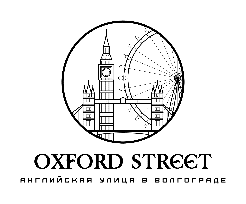 OXFORD STREET
АНГЛИЙСКАЯ УЛИЦА В ВОЛГОГРАДЕ